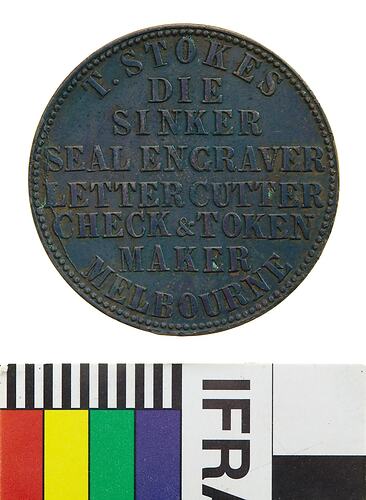 T. STOKES
DIE
SINKER
SEAL ENGRAVER
LETTER CUTTER
CHECK & TOKEN
MAKER
MELBOURNE
IFRA